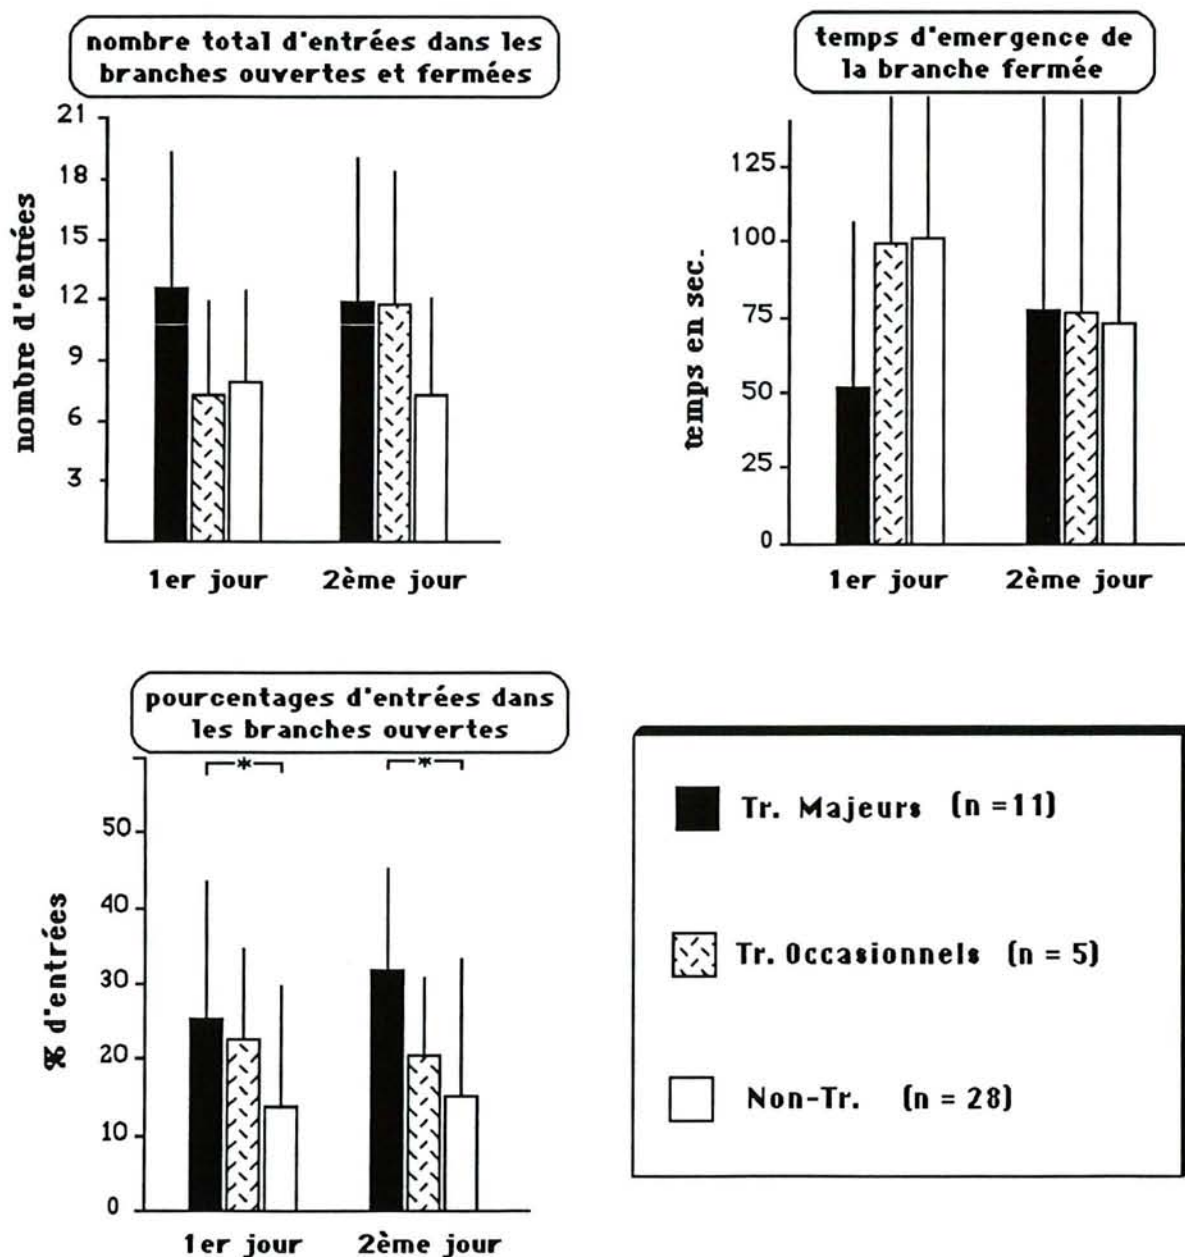 nombre total d'entrées dans les
branches ouvertes et fermées
nombre d'entrées
21
18
15
12
9
6
3
1er jour
2ème jour
temps d'emergence de
la branche fermée
temps en sec.
125
100
75
50
25
0
1er jour
2ème jour
pourcentages d'entrées dans
les branches ouvertes
*
*
% d'entrées
50
40
30
20
10
0
1er jour
2ème jour
Tr. Majeurs (n =11)
Tr. Occasionnels (n = 5)
Non-Tr. (n = 28)